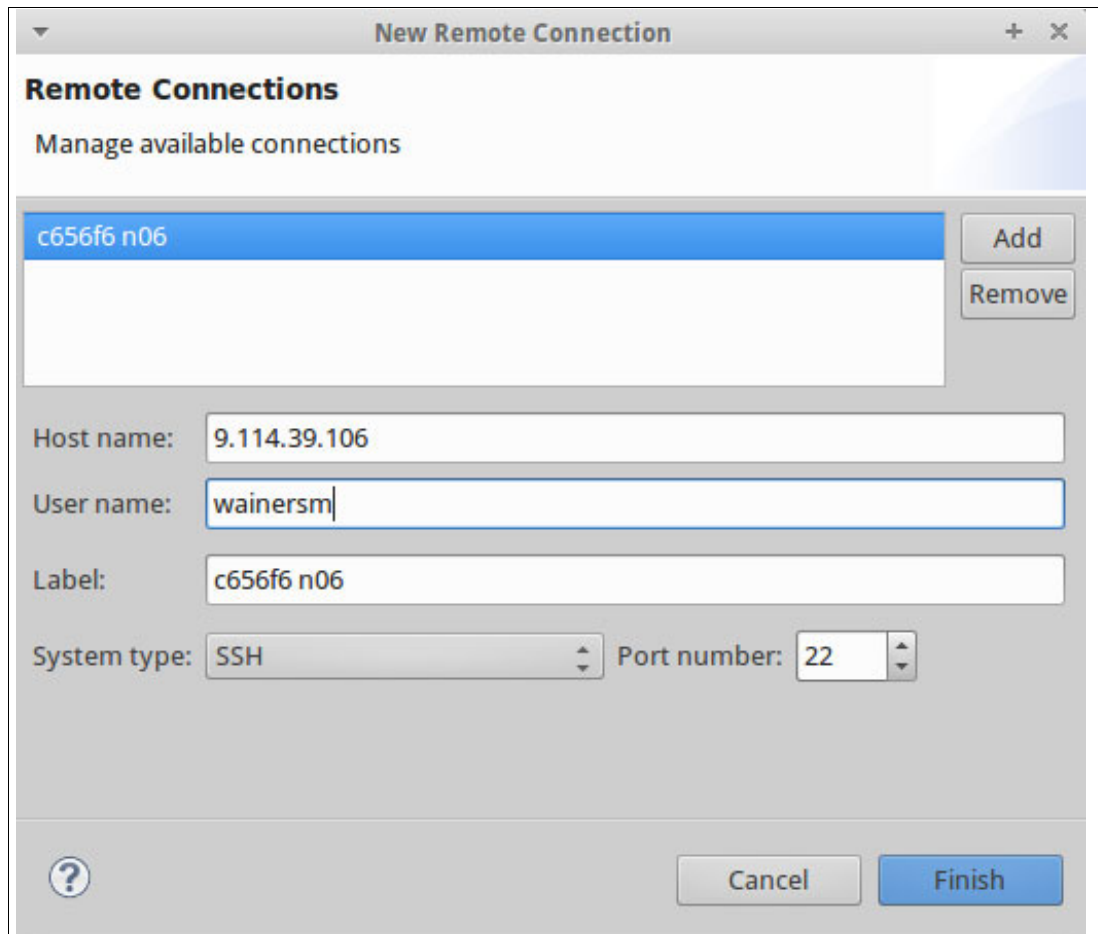 New Remote Connection
Remote Connections
Manage available connections
c656f6 n06
Add
Remove
Host name: 9.114.39.106
User name: wainersm
Label: c656f6 n06
System type: SSH Port number: 22
? Cancel Finish